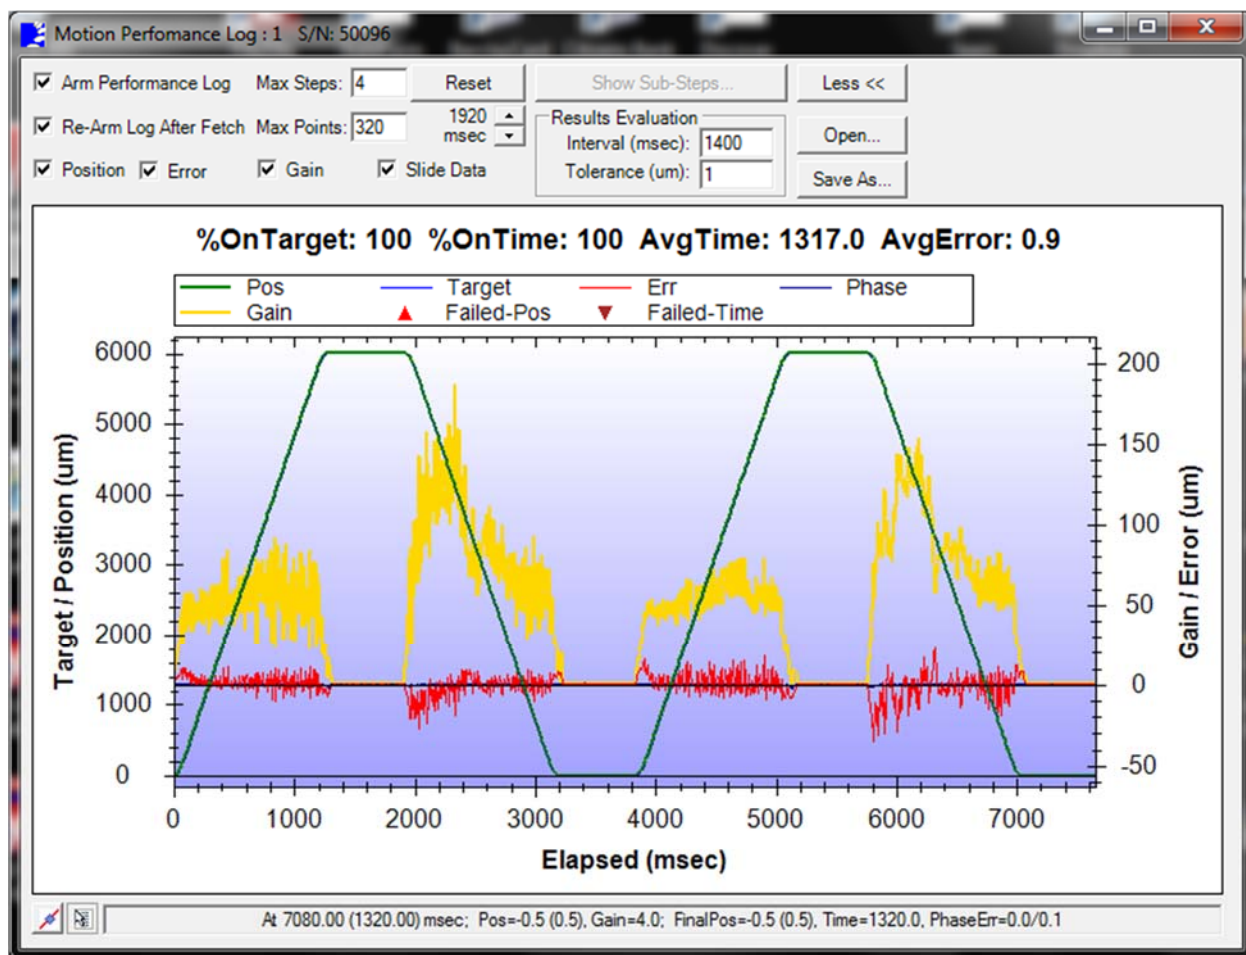 Motion Perfomance Log : 1 S/N: 50096
Arm Performance Log Max Steps: 4 Reset Show Sub-Steps... Less <<
Re-Arm Log After Fetch Max Points: 320 1920 msec Results Evaluation
Interval (msec): 1400 Open...
Position Error Gain Slide Data Tolerance (um): 1 Save As...
%OnTarget: 100 %OnTime: 100 AvgTime: 1317.0 AvgError: 0.9
Pos Target Err Phase
Gain Failed-Pos Failed-Time
6000
5000
4000
3000
2000
1000
0
Target / Position (um)
200
150
100
50
0
-50
Gain / Error (um)
0 1000 2000 3000 4000 5000 6000 7000
Elapsed (msec)
At 7080.00 (1320.00) msec; Pos=-0.5 (0.5), Gain=4.0; FinalPos=-0.5 (0.5), Time=1320.0, PhaseErr=0.0/0.1